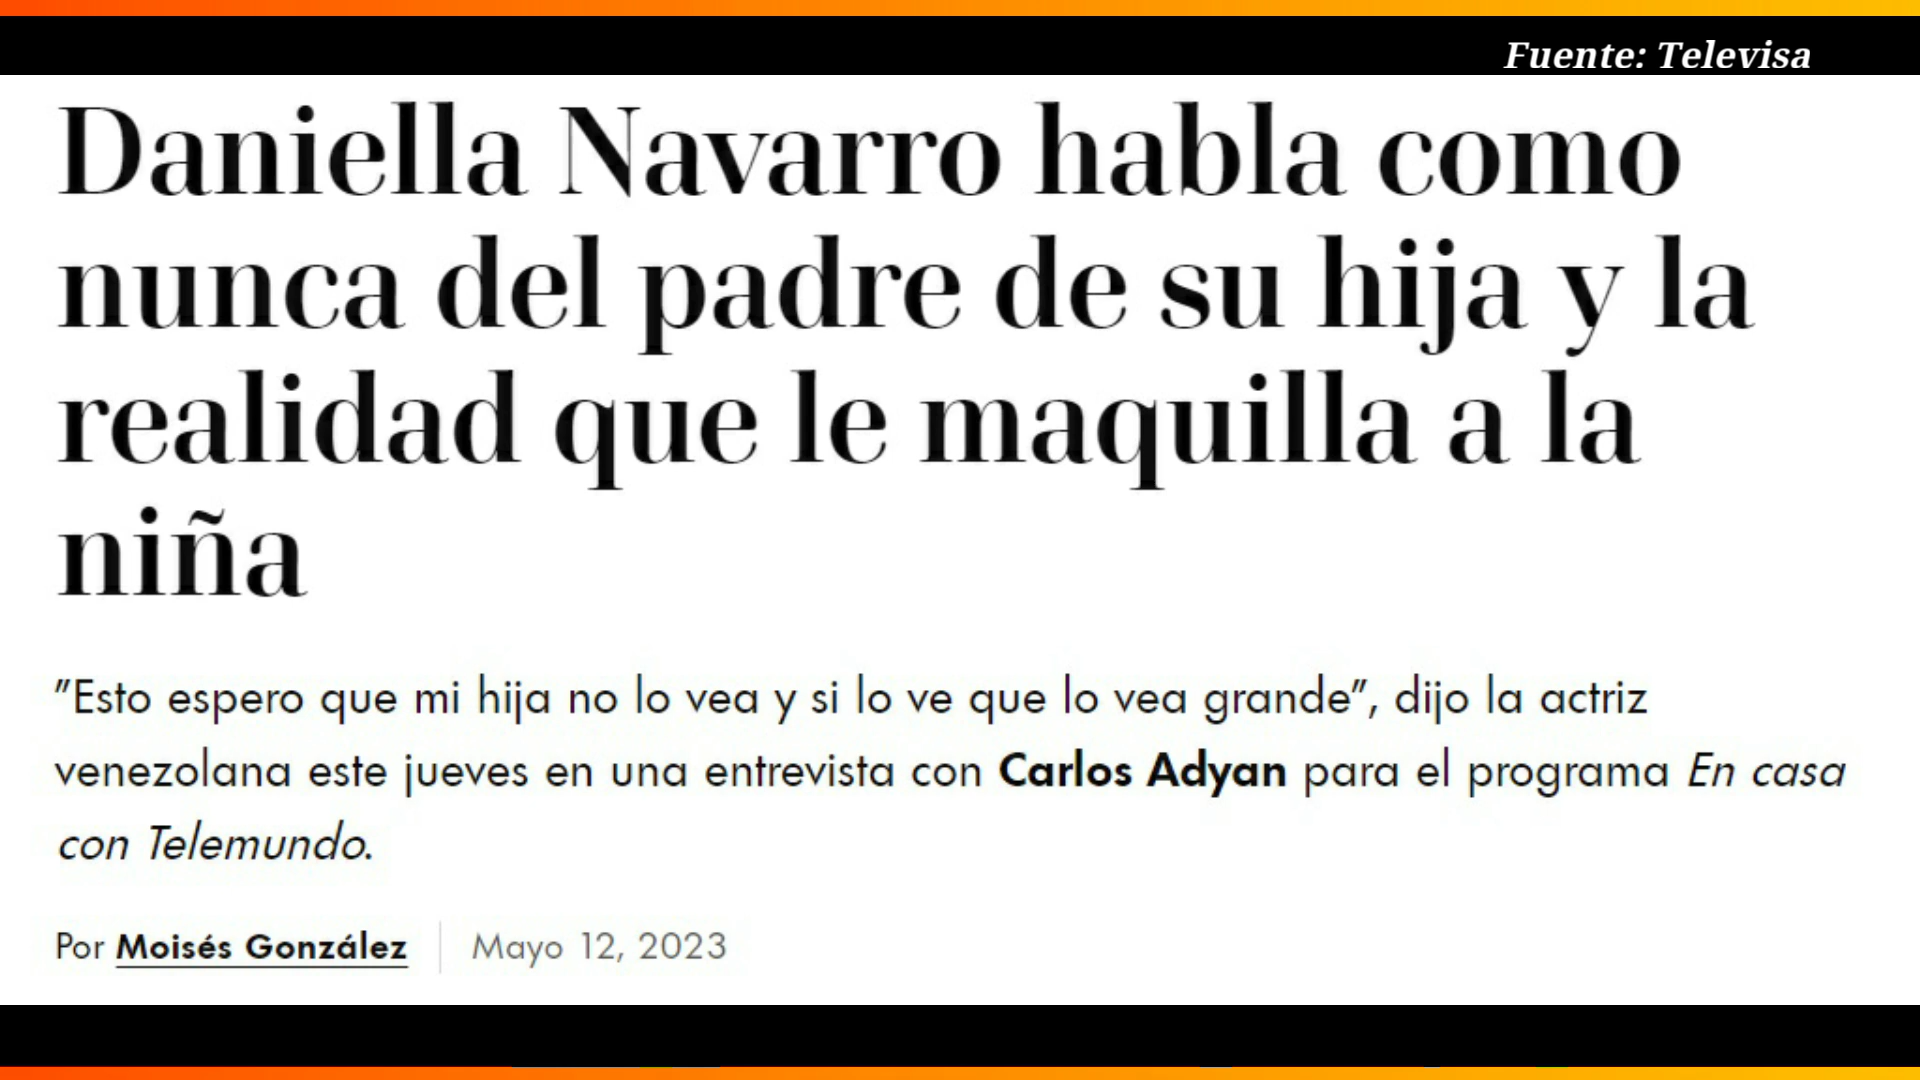 Fuente: Televisa
Daniella Navarro habla como
nunca del padre de su hija y la
realidad que le maquilla a la
niña
"Esto espero que mi hija no lo vea y si lo ve que lo vea grande", dijo la actriz
venezolana este jueves en una entrevista con Carlos Adyan para el programa En casa
con Telemundo.
Por Moisés González | Mayo 12, 2023